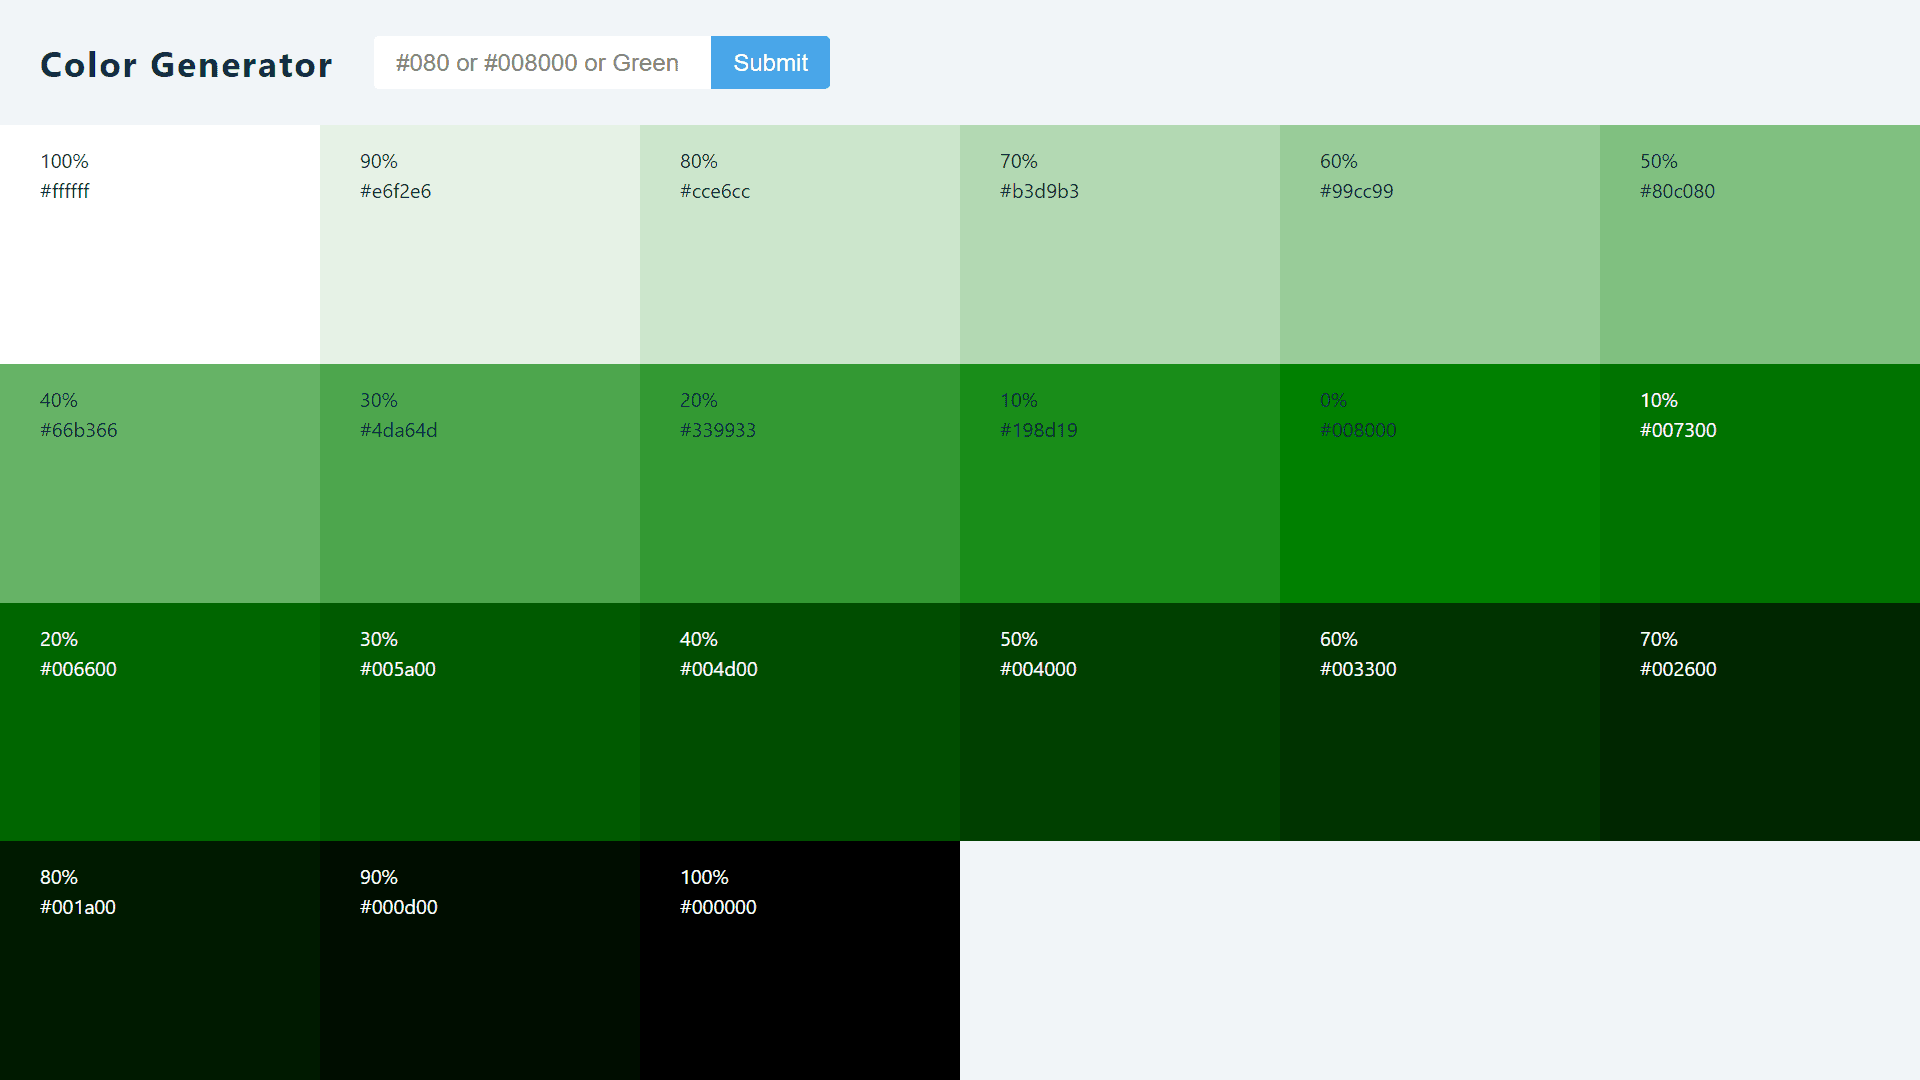 Color Generator
#080 or #008000 or Green
Submit
100%
#ffffff
90%
#e6f2e6
80%
#cce6cc
70%
#b3d9b3
60%
#99cc99
50%
#80c080
40%
#66b366
30%
#4da64d
20%
#339933
10%
#198d19
0%
#008000
10%
#007300
20%
#006600
30%
#005a00
40%
#004d00
50%
#004000
60%
#003300
70%
#002600
80%
#001a00
90%
#000d00
100%
#000000